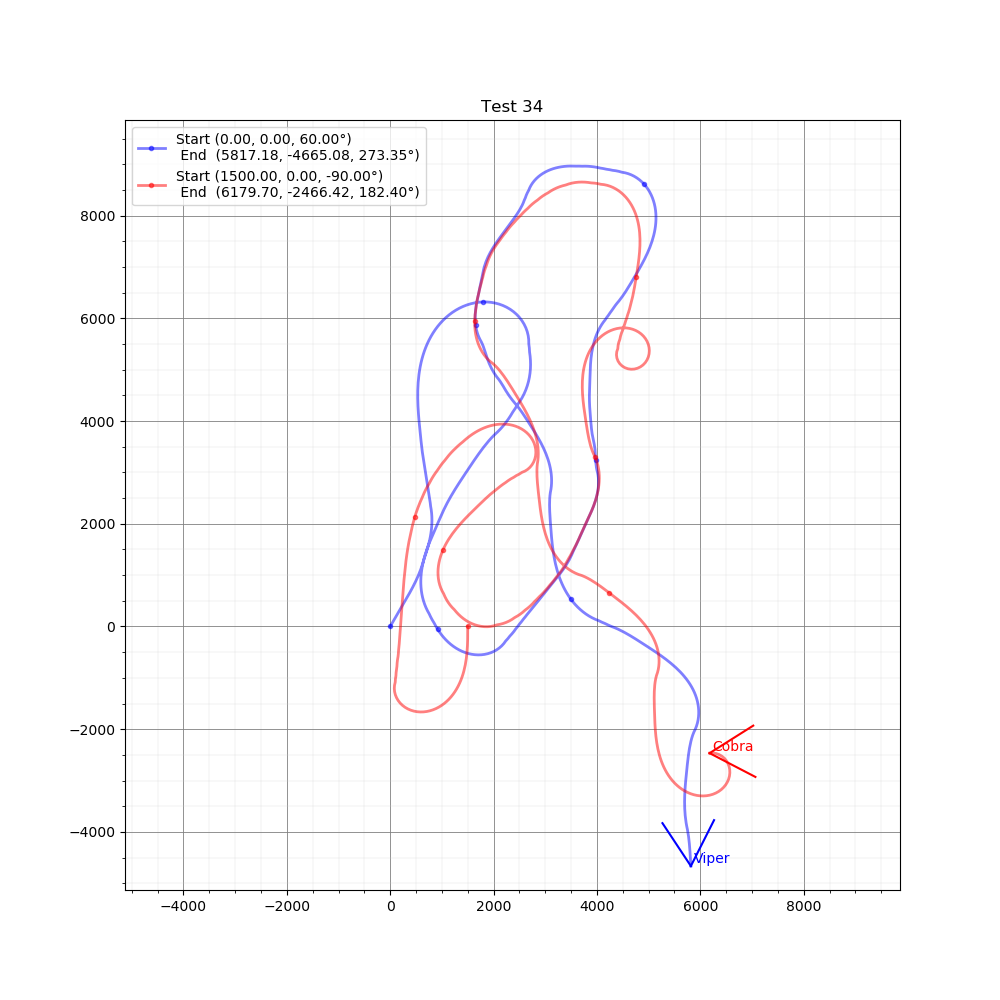 Test 34
Start (0.00, 0.00, 60.00°)
End (5817.18, -4665.08, 273.35°)
Start (1500.00, 0.00, -90.00°)
End (6179.70, -2466.42, 182.40°)
8000
6000
4000
2000
0
−2000
−4000
Cobra
Viper
−4000 −2000 0 2000 4000 6000 8000